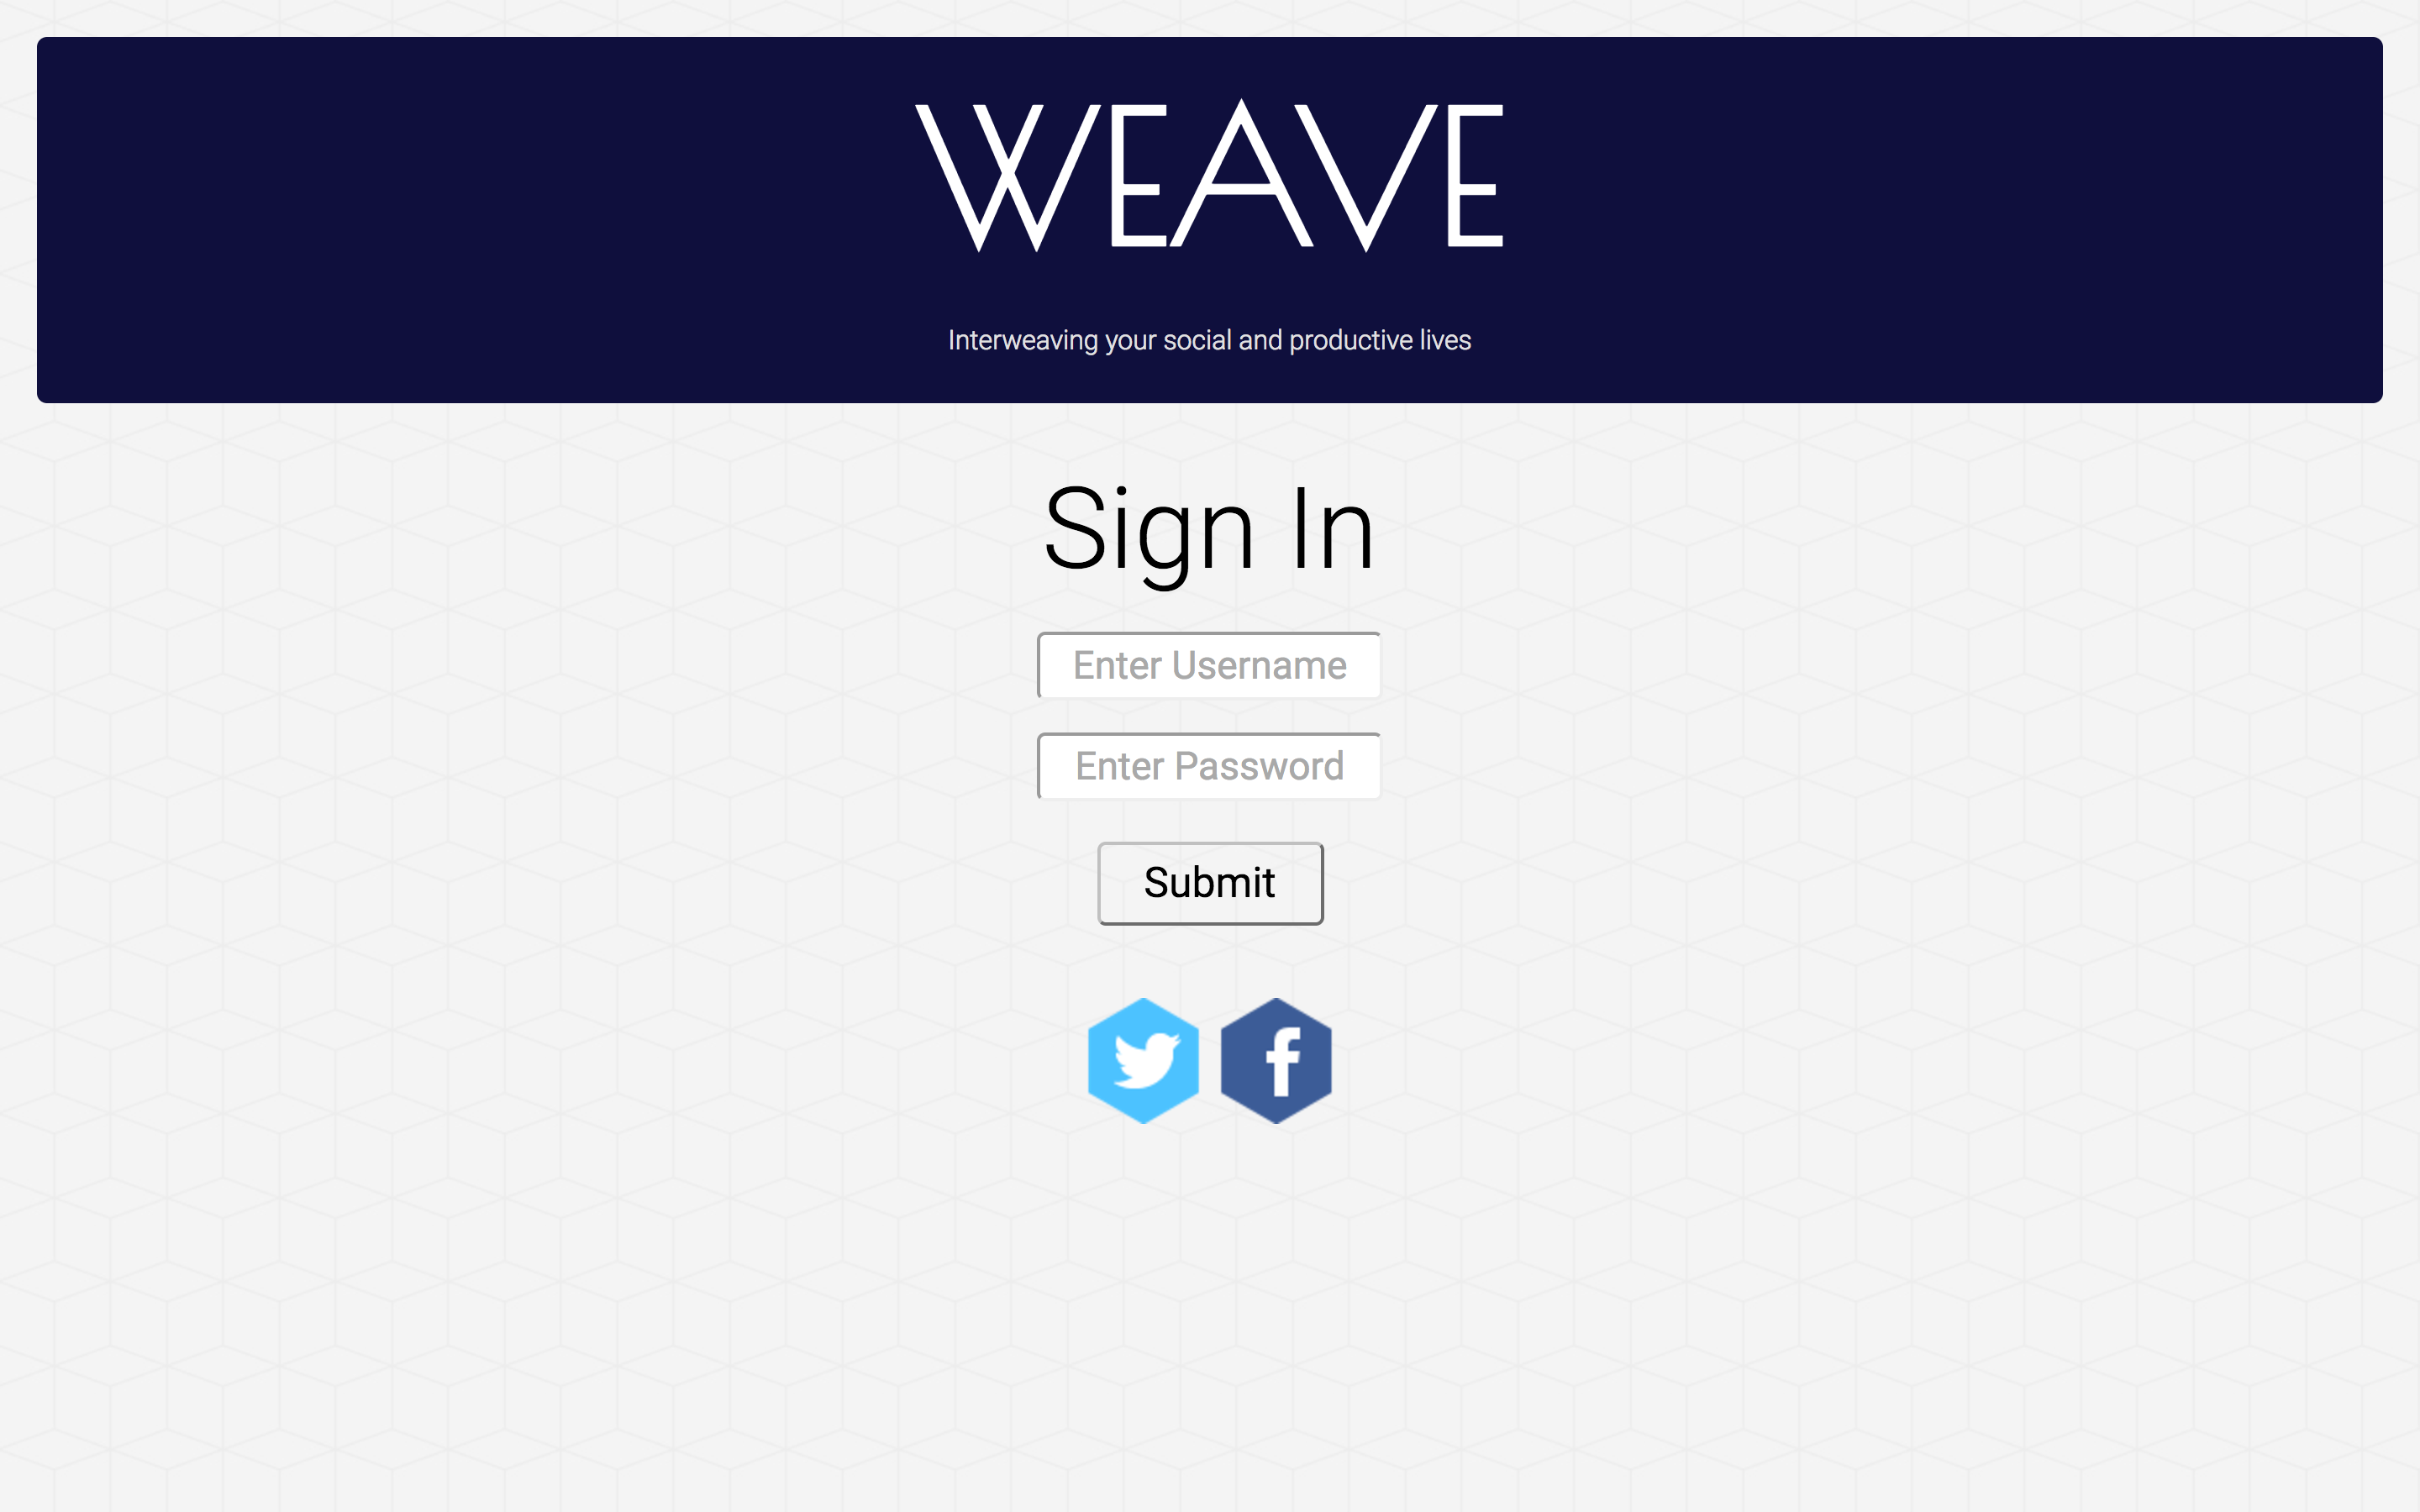 WEAVE
Interweaving your social and productive lives
Sign In
Enter Username
Enter Password
Submit